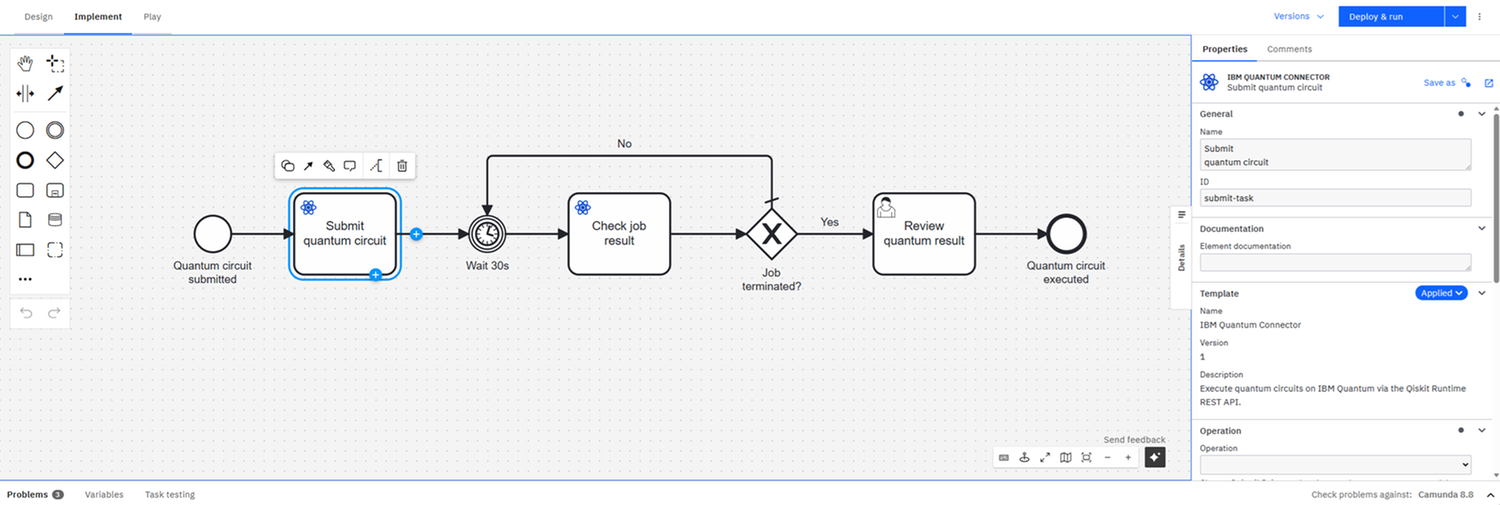 Design
Implement
Play
Versions
Deploy & run
Properties
Comments
IBM QUANTUM CONNECTOR
Submit quantum circuit
Save as
General
Name
Submit
quantum circuit
ID
submit-task
Documentation
Element documentation
Template
Applied
Name
IBM Quantum Connector
Version
1
Description
Execute quantum circuits on IBM Quantum via the Qiskit Runtime
REST API.
Operation
Operation
Details
No
Submit
quantum circuit
Check job
result
Yes
Review
quantum result
Quantum circuit
submitted
Wait 30s
Job
terminated?
Quantum circuit
executed
Send feedback
Problems 3
Variables
Task testing
Check problems against: Camunda 8.8